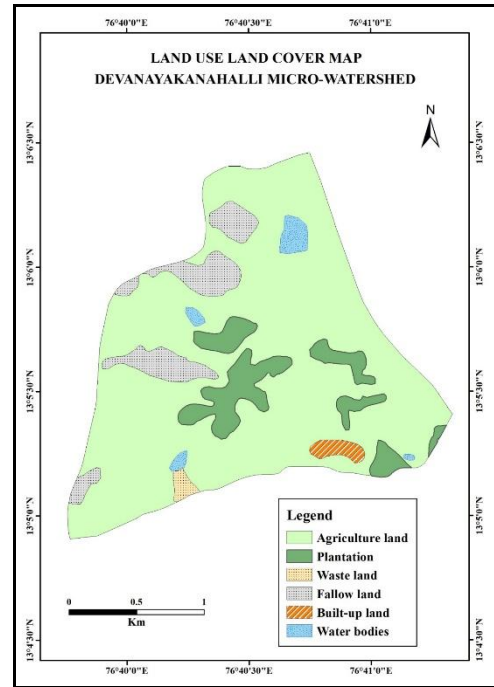 LAND USE LAND COVER MAP
DEVANAYAKANAHALLI MICRO-WATERSHED
76°40'0"E 76°40'30"E 76°41'0"E
N
13°6'30"N 13°6'30"N
13°6'0"N 13°6'0"N
13°5'30"N 13°5'30"N
13°5'0"N 13°5'0"N
13°4'30"N 13°4'30"N
Legend
Agriculture land
Plantation
Waste land
Fallow land
Built-up land
Water bodies
0 0.5 1
Km
76°40'0"E 76°40'30"E 76°41'0"E